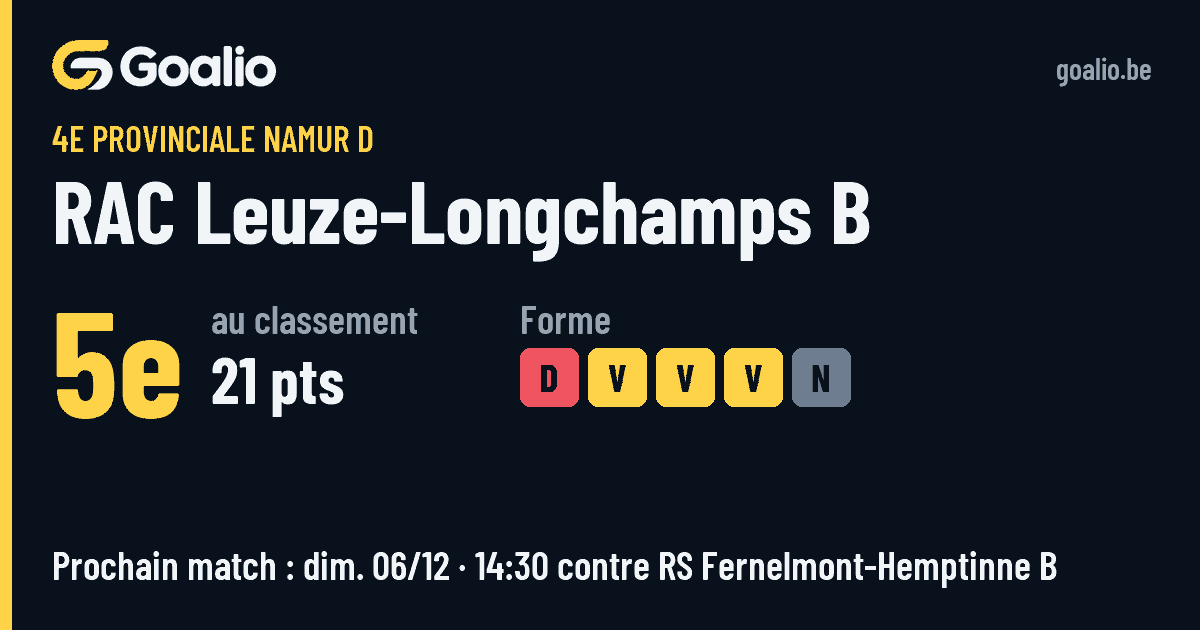 Goalio
goalio.be
4E PROVINCIALE NAMUR D
RAC Leuze-Longchamps B
5e
au classement
21 pts
Forme
D V V V N
Prochain match : dim. 06/12 · 14:30 contre RS Fernelmont-Hemptinne B